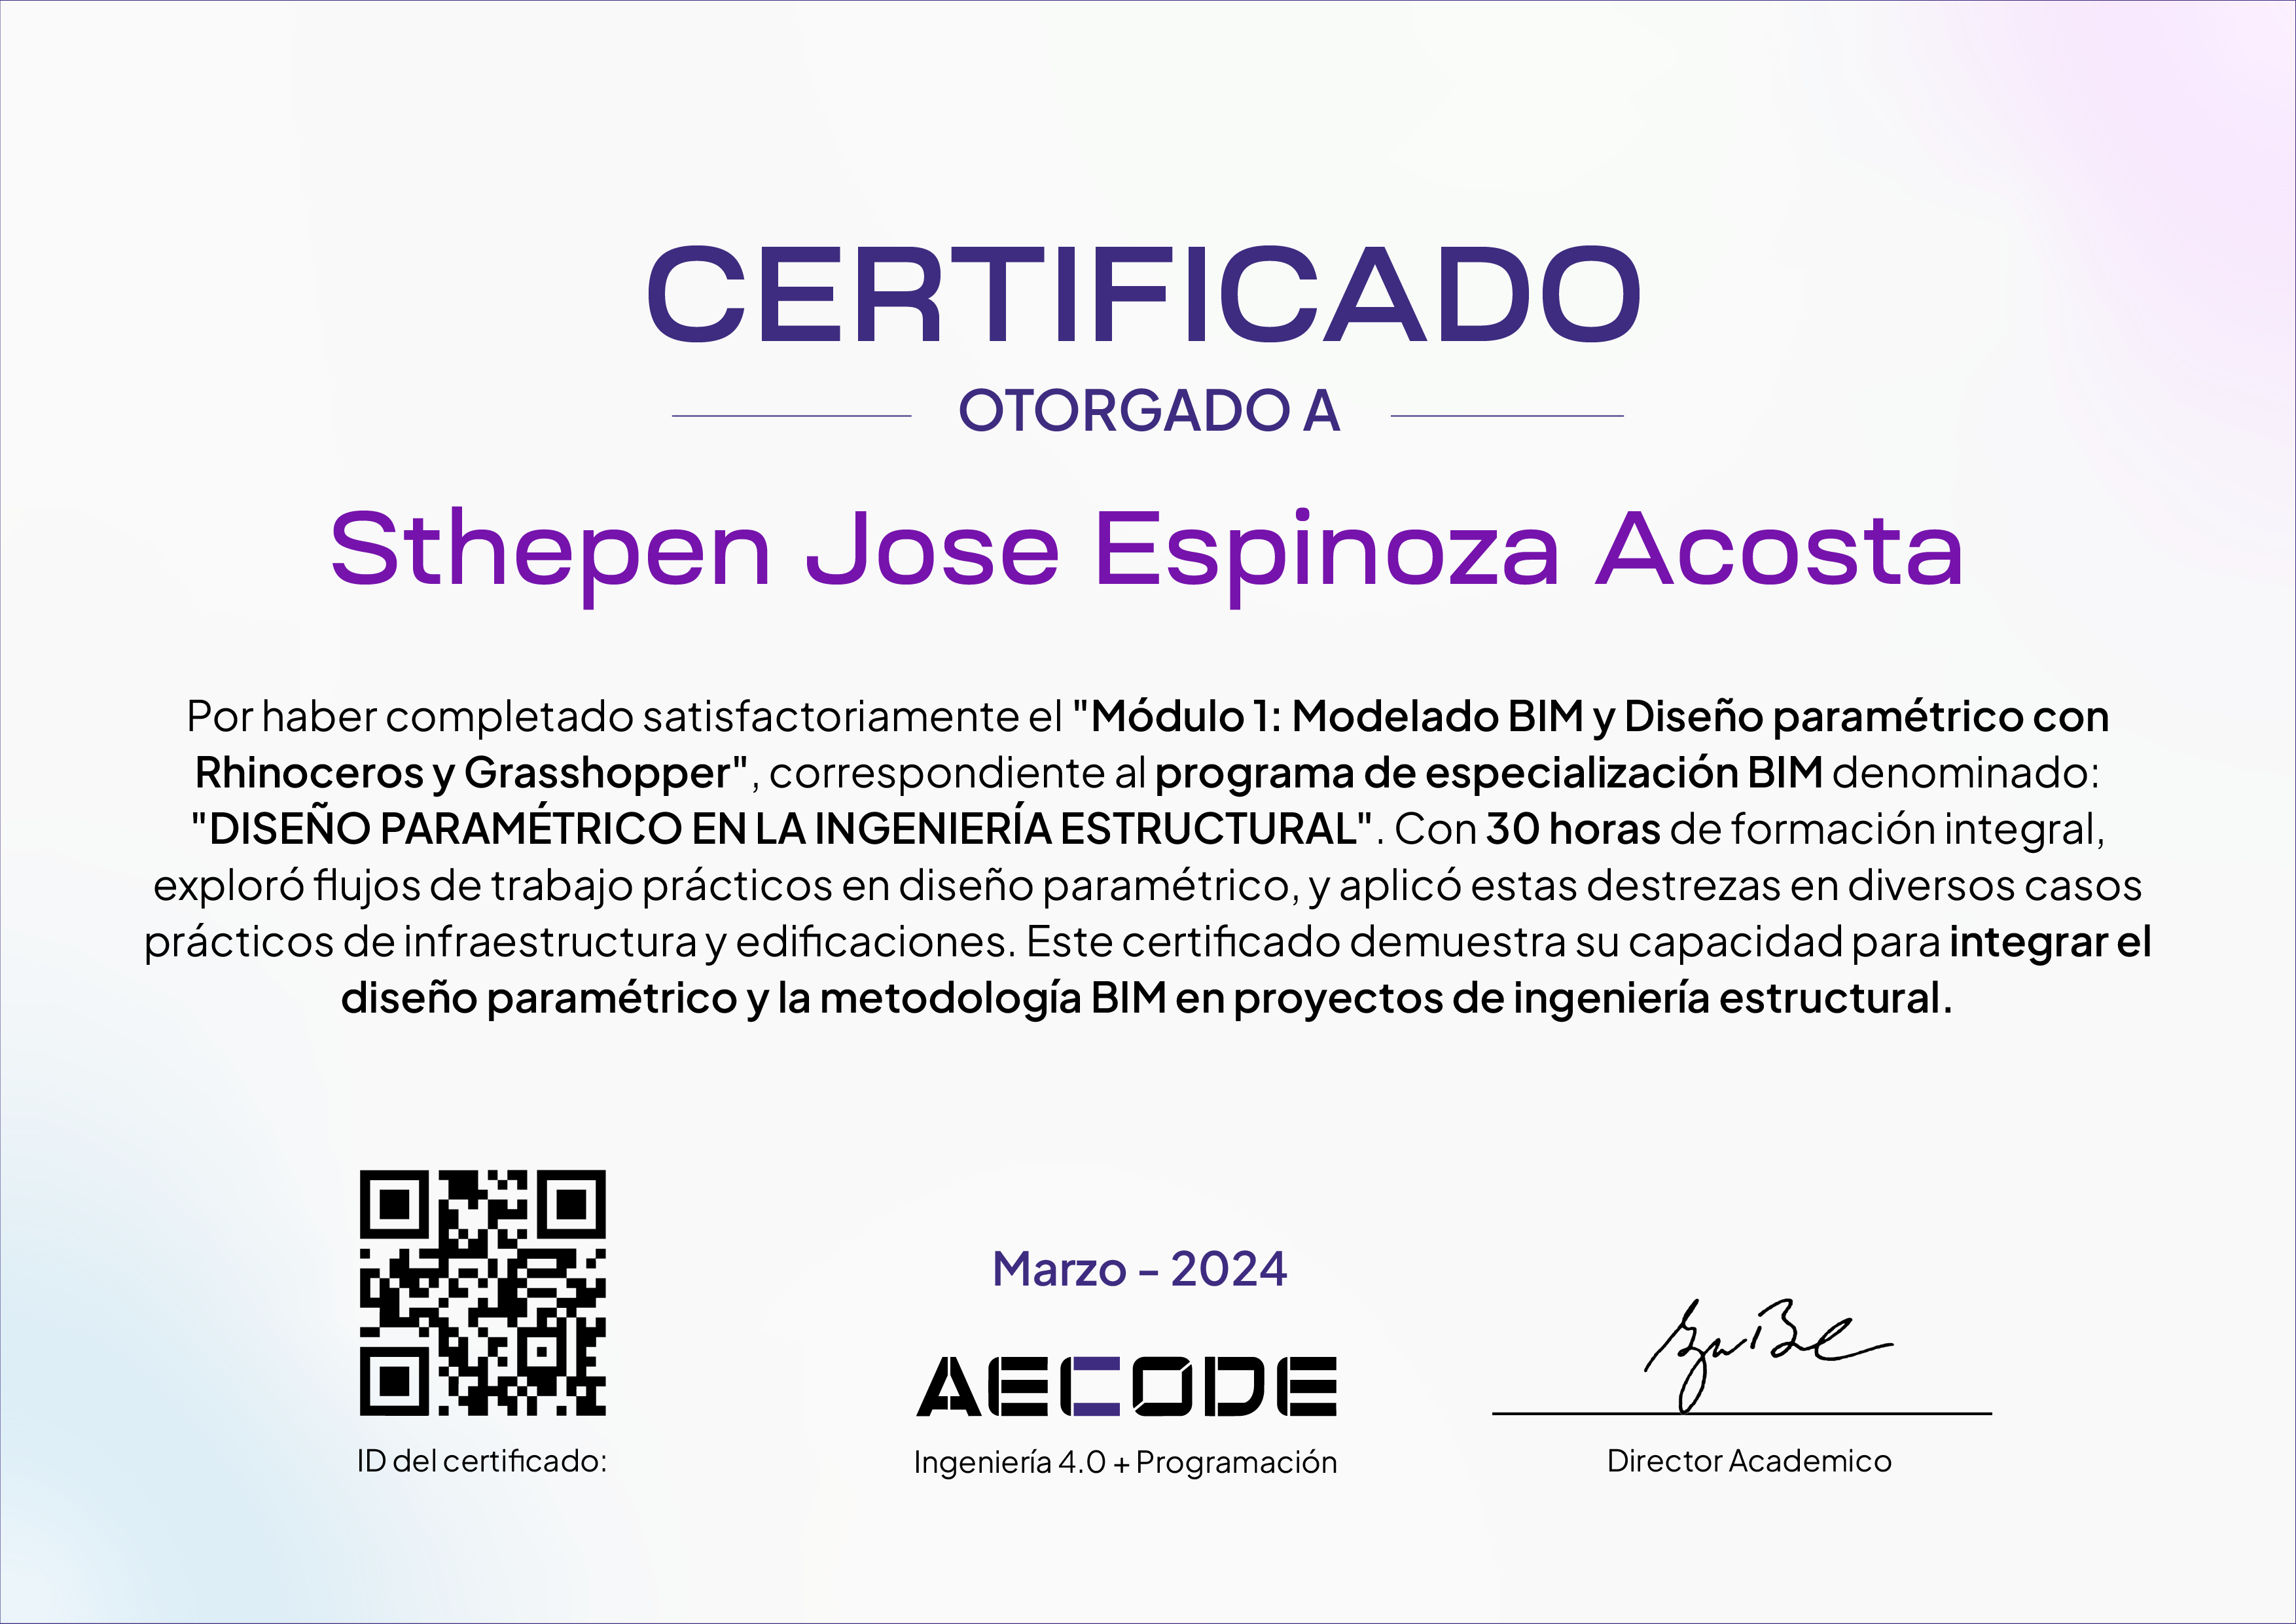 CERTIFICADO
OTORGADO A
Sthepen Jose Espinoza Acosta
Por haber completado satisfactoriamente el "Módulo 1: Modelado BIM y Diseño paramétrico con
Rhinoceros y Grasshopper", correspondiente al programa de especialización BIM denominado:
"DISEÑO PARAMÉTRICO EN LA INGENIERÍA ESTRUCTURAL". Con 30 horas de formación integral,
exploró flujos de trabajo prácticos en diseño paramétrico, y aplicó estas destrezas en diversos casos
prácticos de infraestructura y edificaciones. Este certificado demuestra su capacidad para integrar el
diseño paramétrico y la metodología BIM en proyectos de ingeniería estructural.
Marzo - 2024
AECODE
ID del certificado:
Ingeniería 4.0 + Programación
Director Academico